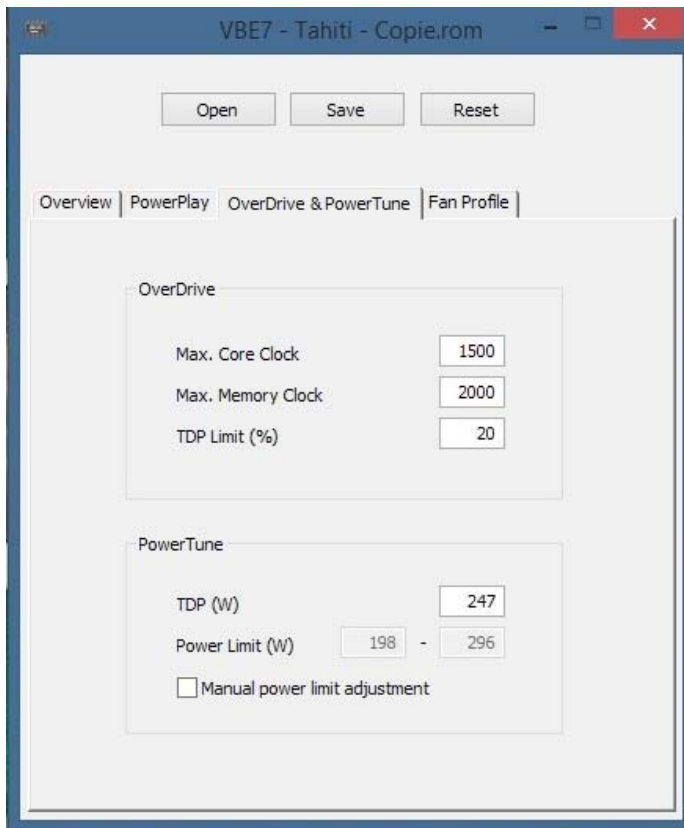 VBE7 - Tahiti - Copie.rom
Open Save Reset
Overview PowerPlay OverDrive & PowerTune Fan Profile
OverDrive
Max. Core Clock 1500
Max. Memory Clock 2000
TDP Limit (%) 20
PowerTune
TDP (W) 247
Power Limit (W) 198 - 296
Manual power limit adjustment